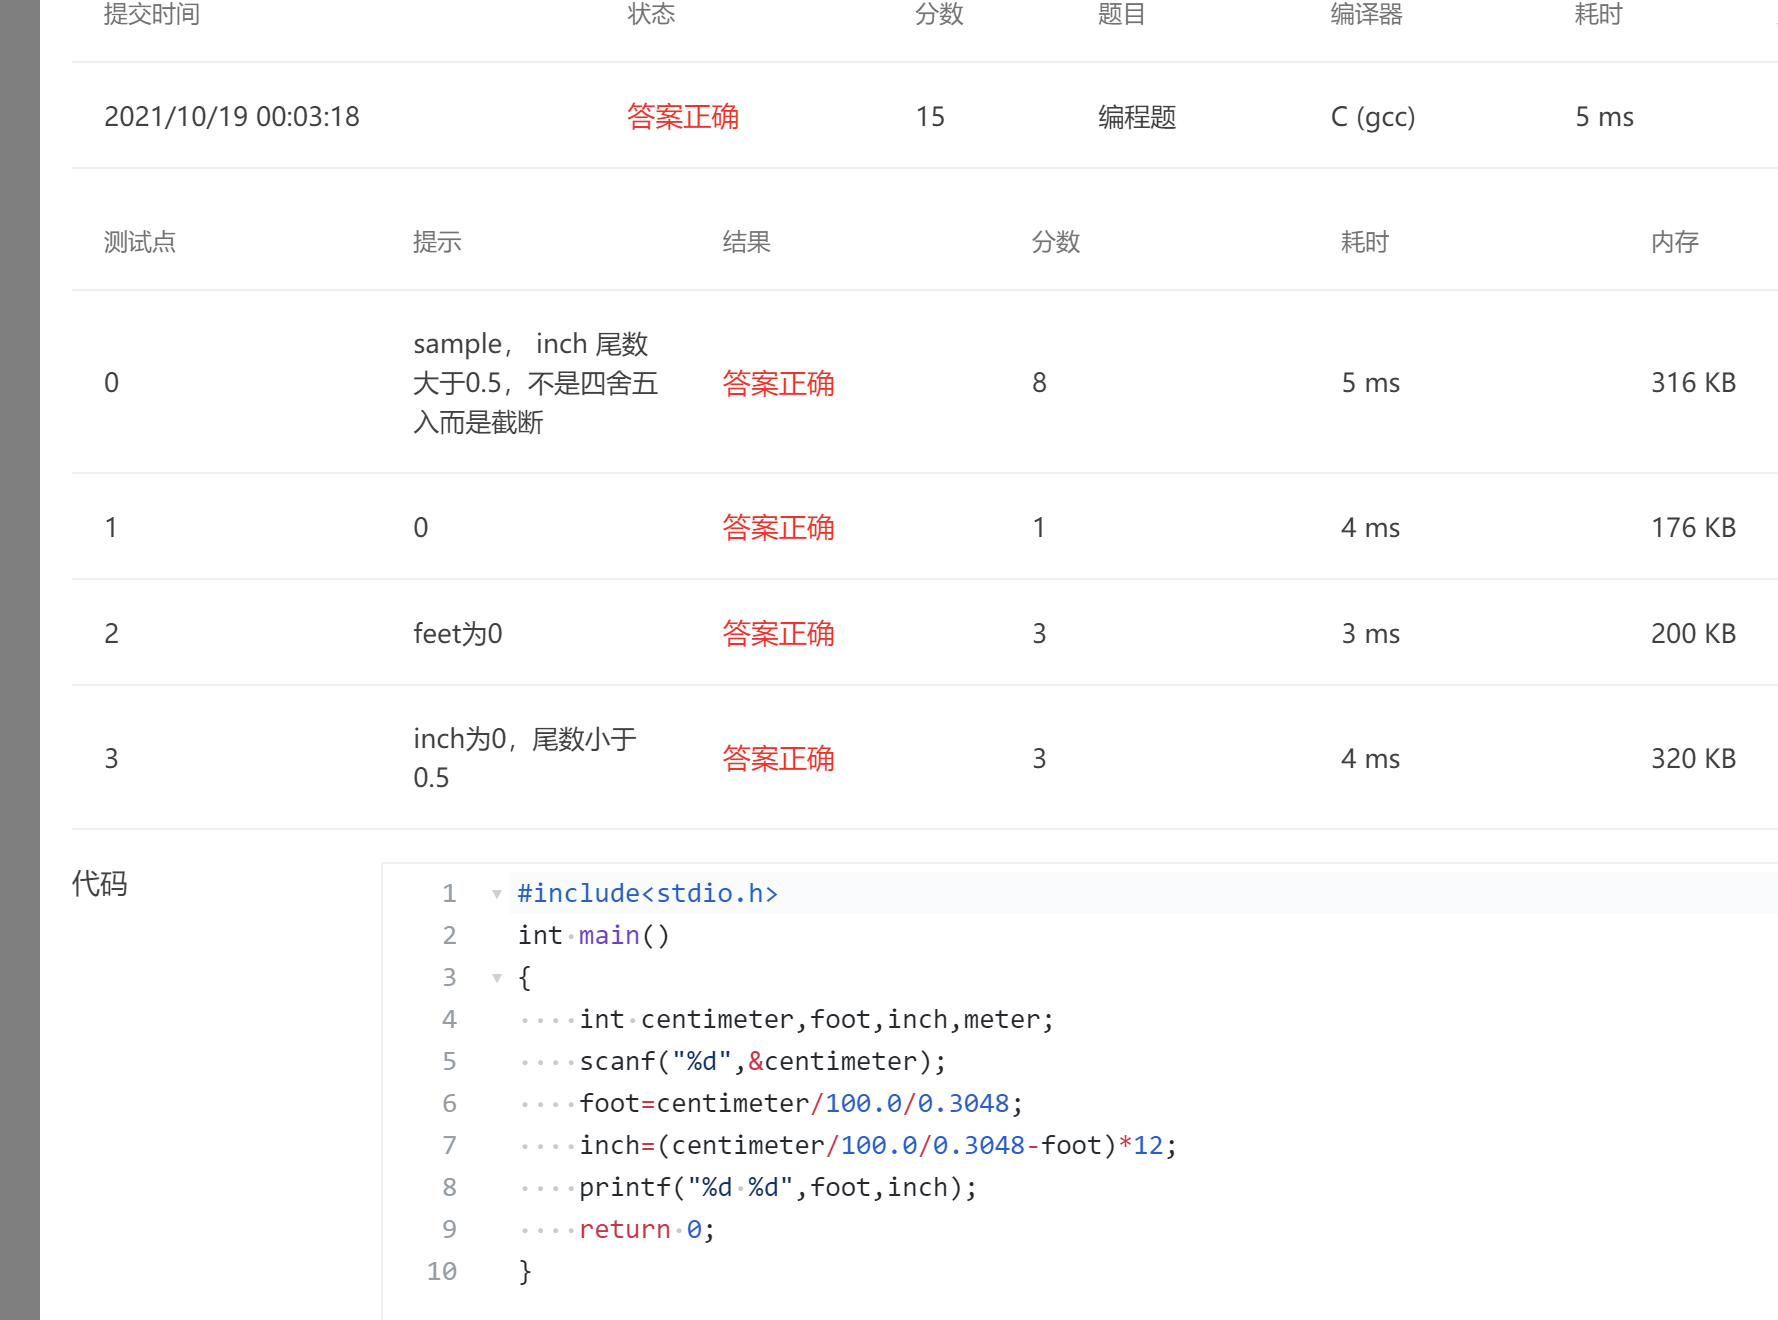 提交时间 状态 分数 题目 编译器 耗时
2021/10/19 00:03:18 答案正确 15 编程题 C (gcc) 5 ms
测试点 提示 结果 分数 耗时 内存
0 sample， inch 尾数大于0.5，不是四舍五入而是截断 答案正确 8 5 ms 316 KB
1 0 答案正确 1 4 ms 176 KB
2 feet为0 答案正确 3 3 ms 200 KB
3 inch为0，尾数小于0.5 答案正确 3 4 ms 320 KB
代码
1 #include<stdio.h>
2 int main()
3 {
4 int centimeter,foot,inch,meter;
5 scanf("%d",&centimeter);
6 foot=centimeter/100.0/0.3048;
7 inch=(centimeter/100.0/0.3048-foot)*12;
8 printf("%d %d",foot,inch);
9 return 0;
10 }